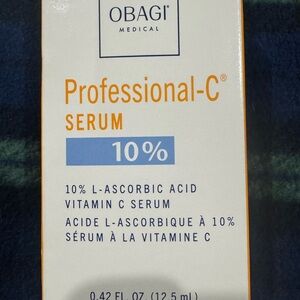 OBAGI®
MEDICAL
Professional-C®
SERUM
10%
10% L-ASCORBIC ACID
VITAMIN C SERUM
ACIDE L-ASCORBIQUE À 10%
SÉRUM À LA VITAMINE C
0.42 FL. OZ. (12.5 mL)